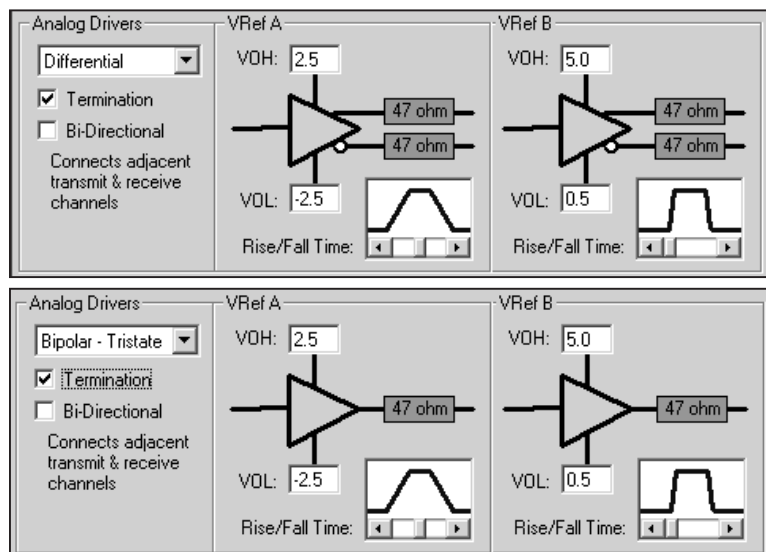 Analog Drivers
Differential
Termination
Bi-Directional
Connects adjacent
transmit & receive
channels
VRef A
VOH: 2.5
47 ohm
47 ohm
VOL: -2.5
Rise/Fall Time:
VRef B
VOH: 5.0
47 ohm
47 ohm
VOL: 0.5
Rise/Fall Time:
Analog Drivers
Bipolar - Tristate
Termination
Bi-Directional
Connects adjacent
transmit & receive
channels
VRef A
VOH: 2.5
47 ohm
VOL: -2.5
Rise/Fall Time:
VRef B
VOH: 5.0
47 ohm
VOL: 0.5
Rise/Fall Time: